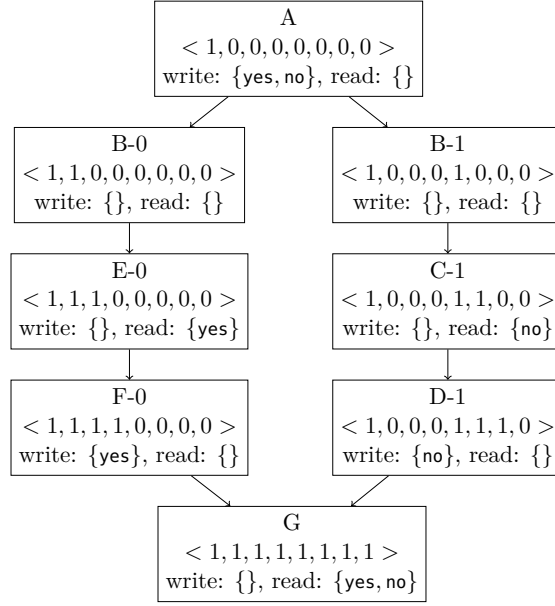 A
< 1,0,0,0,0,0,0,0 >
write: {yes,no}, read: {}
B-0
< 1,1,0,0,0,0,0,0 >
write: {}, read: {}
B-1
< 1,0,0,0,1,0,0,0 >
write: {}, read: {}
E-0
< 1,1,1,0,0,0,0,0 >
write: {}, read: {yes}
C-1
< 1,0,0,0,1,1,0,0 >
write: {}, read: {no}
F-0
< 1,1,1,1,0,0,0,0 >
write: {yes}, read: {}
D-1
< 1,0,0,0,1,1,1,0 >
write: {no}, read: {}
G
< 1,1,1,1,1,1,1,1 >
write: {}, read: {yes,no}